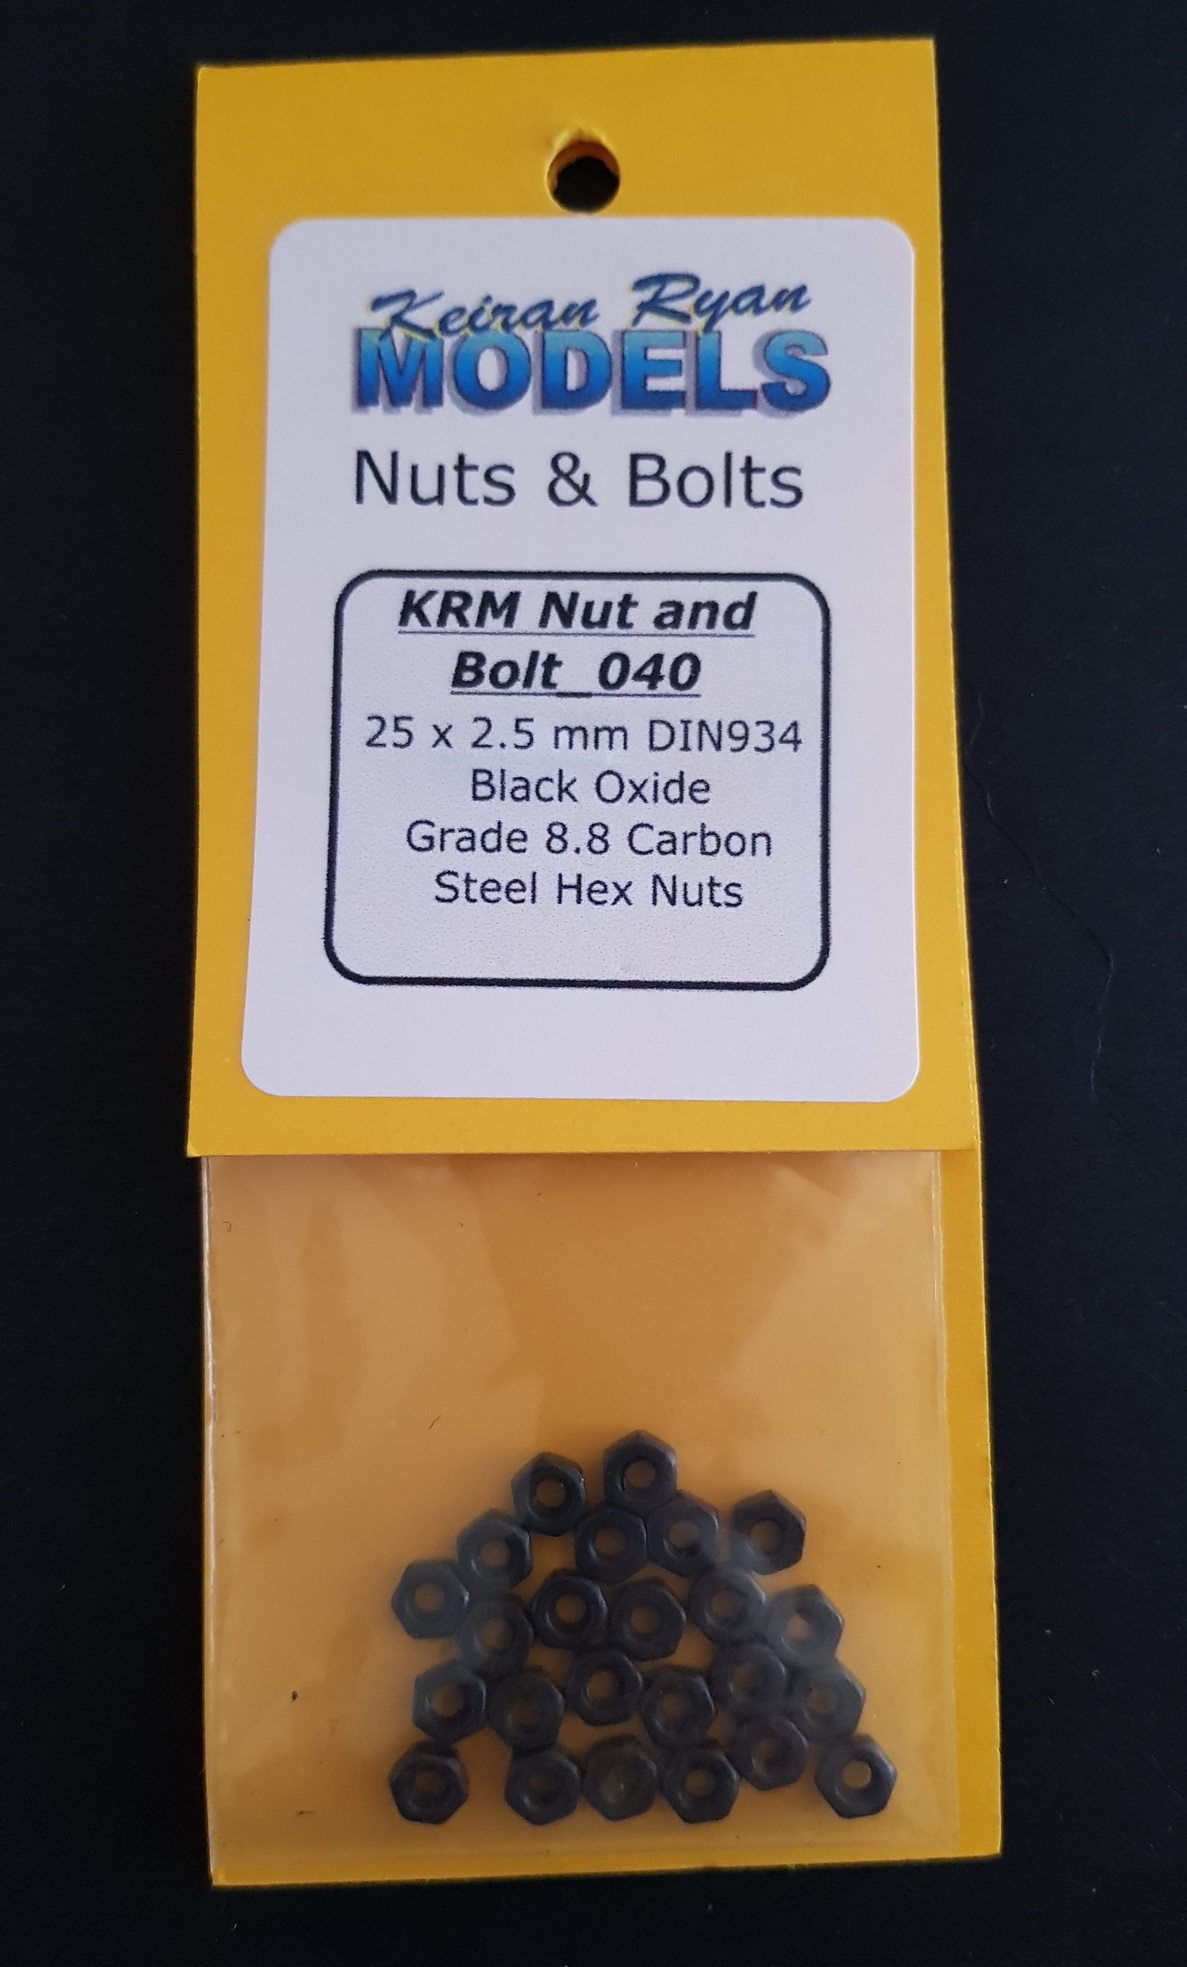 Keiran Ryan
MODELS
Nuts & Bolts
KRM Nut and
Bolt_040
25 x 2.5 mm DIN934
Black Oxide
Grade 8.8 Carbon
Steel Hex Nuts